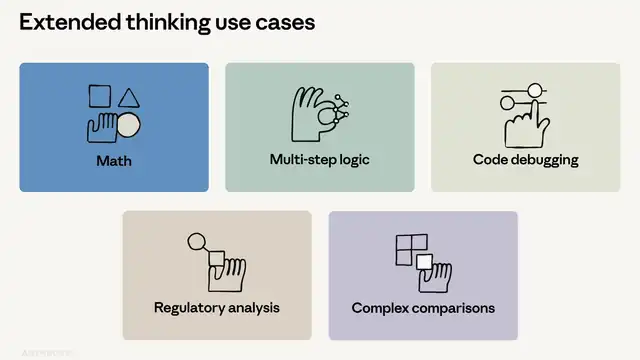 Extended thinking use cases
Math
Multi-step logic
Code debugging
Regulatory analysis
Complex comparisons